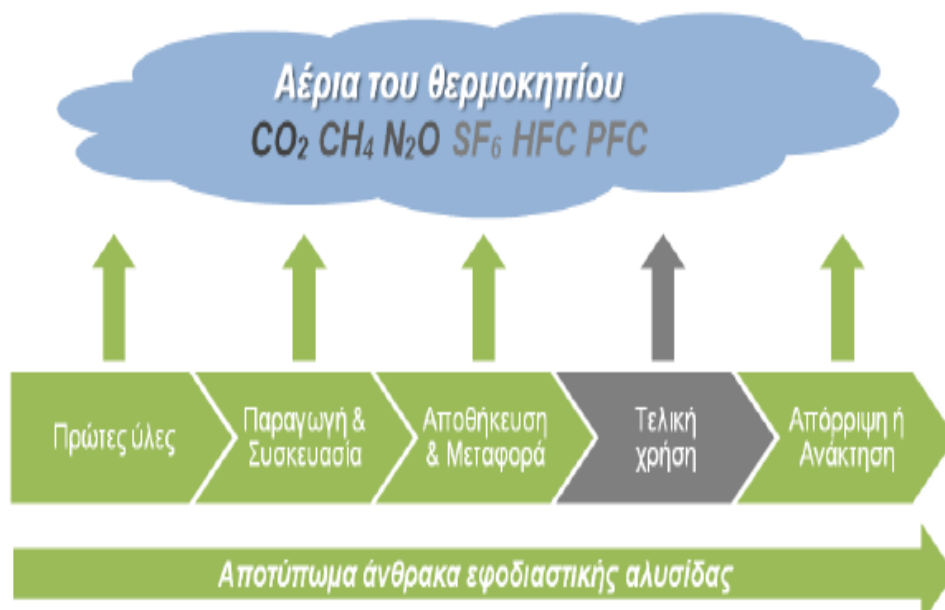 Αέρια του θερμοκηπίου
CO₂ CH₄ N₂O SF₆ HFC PFC
Πρώτες ύλες
Παραγωγή &
Συσκευασία
Αποθήκευση
& Μεταφορά
Τελική
χρήση
Απόρριψη ή
Ανάκτηση
Αποτύπωμα άνθρακα εφοδιαστικής αλυσίδας